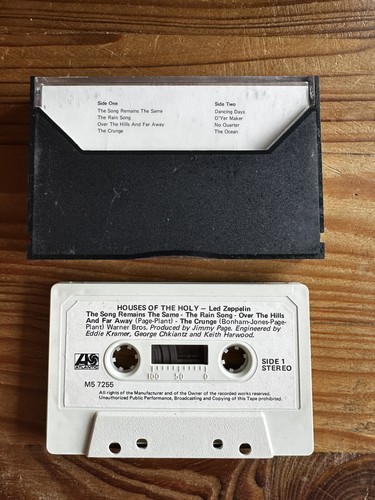 Side One
The Song Remains The Same
The Rain Song
Over The Hills And Far Away
The Crunge
Side Two
Dancing Days
D'Yer Maker
No Quarter
The Ocean
HOUSES OF THE HOLY – Led Zeppelin
The Song Remains The Same - The Rain Song - Over The Hills
And Far Away (Page-Plant) - The Crunge (Bonham-Jones-Page-
Plant) Warner Bros. Produced by Jimmy Page. Engineered by
Eddie Kramer, George Chkiantz and Keith Harwood.
ATLANTIC
SIDE 1
STEREO
100 50 0
M5 7255
All rights of the Manufacturer and of the Owner of the recorded works reserved.
Unauthorized Public Performance, Broadcasting and Copying of this Tape prohibited.